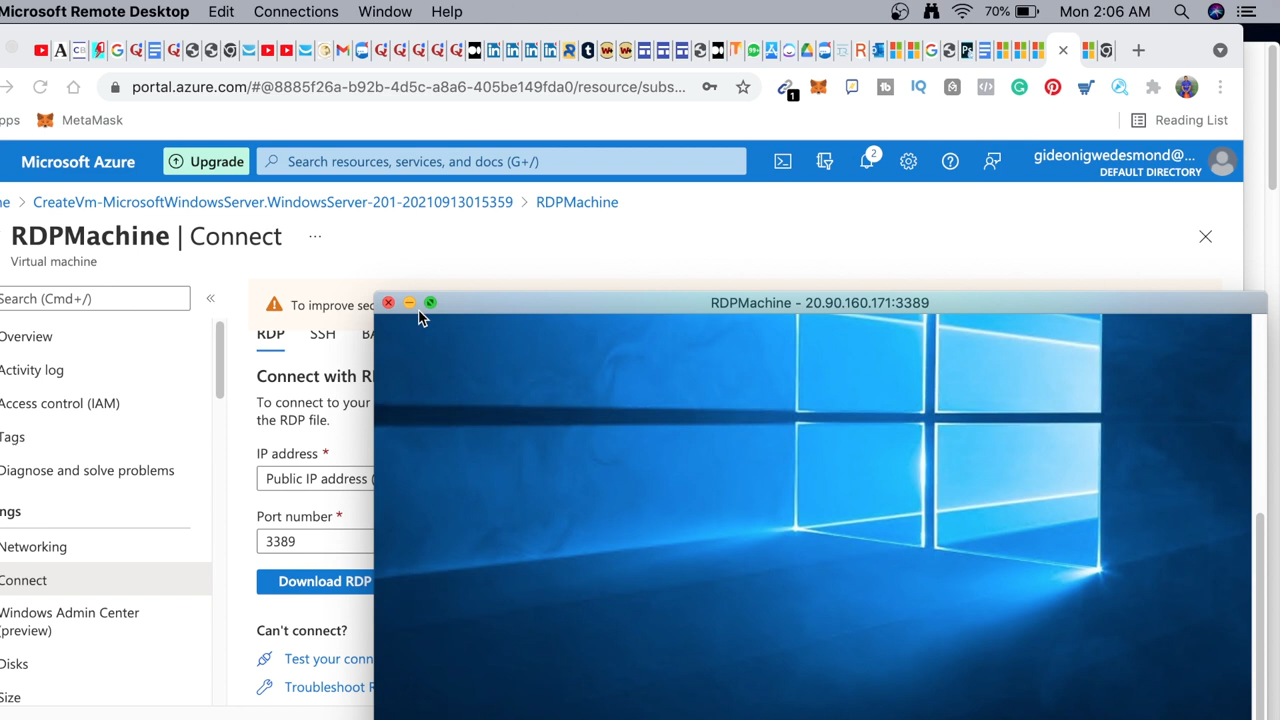 Microsoft Remote Desktop Edit Connections Window Help 70% Mon 2:06 AM
portal.azure.com/#@8885f26a-b92b-4d5c-a8a6-405be149fda0/resource/subs...
1
pps MetaMask Reading List
Microsoft Azure Upgrade Search resources, services, and docs (G+/) 2 gideonigwedesmond@...
DEFAULT DIRECTORY
ne > CreateVm-MicrosoftWindowsServer.WindowsServer-201-20210913015359 > RDPMachine
RDPMachine | Connect ...
Virtual machine
Search (Cmd+/) «
To improve sec
RDPMachine - 20.90.160.171:3389
RDP SSH BA
Overview
Activity log
Access control (IAM)
Tags
Diagnose and solve problems
ngs
Networking
Connect
Windows Admin Center
(preview)
Disks
Size
Connect with R
To connect to your
the RDP file.
IP address *
Public IP address (
Port number *
3389
Download RDP
Can't connect?
Test your conn
Troubleshoot R